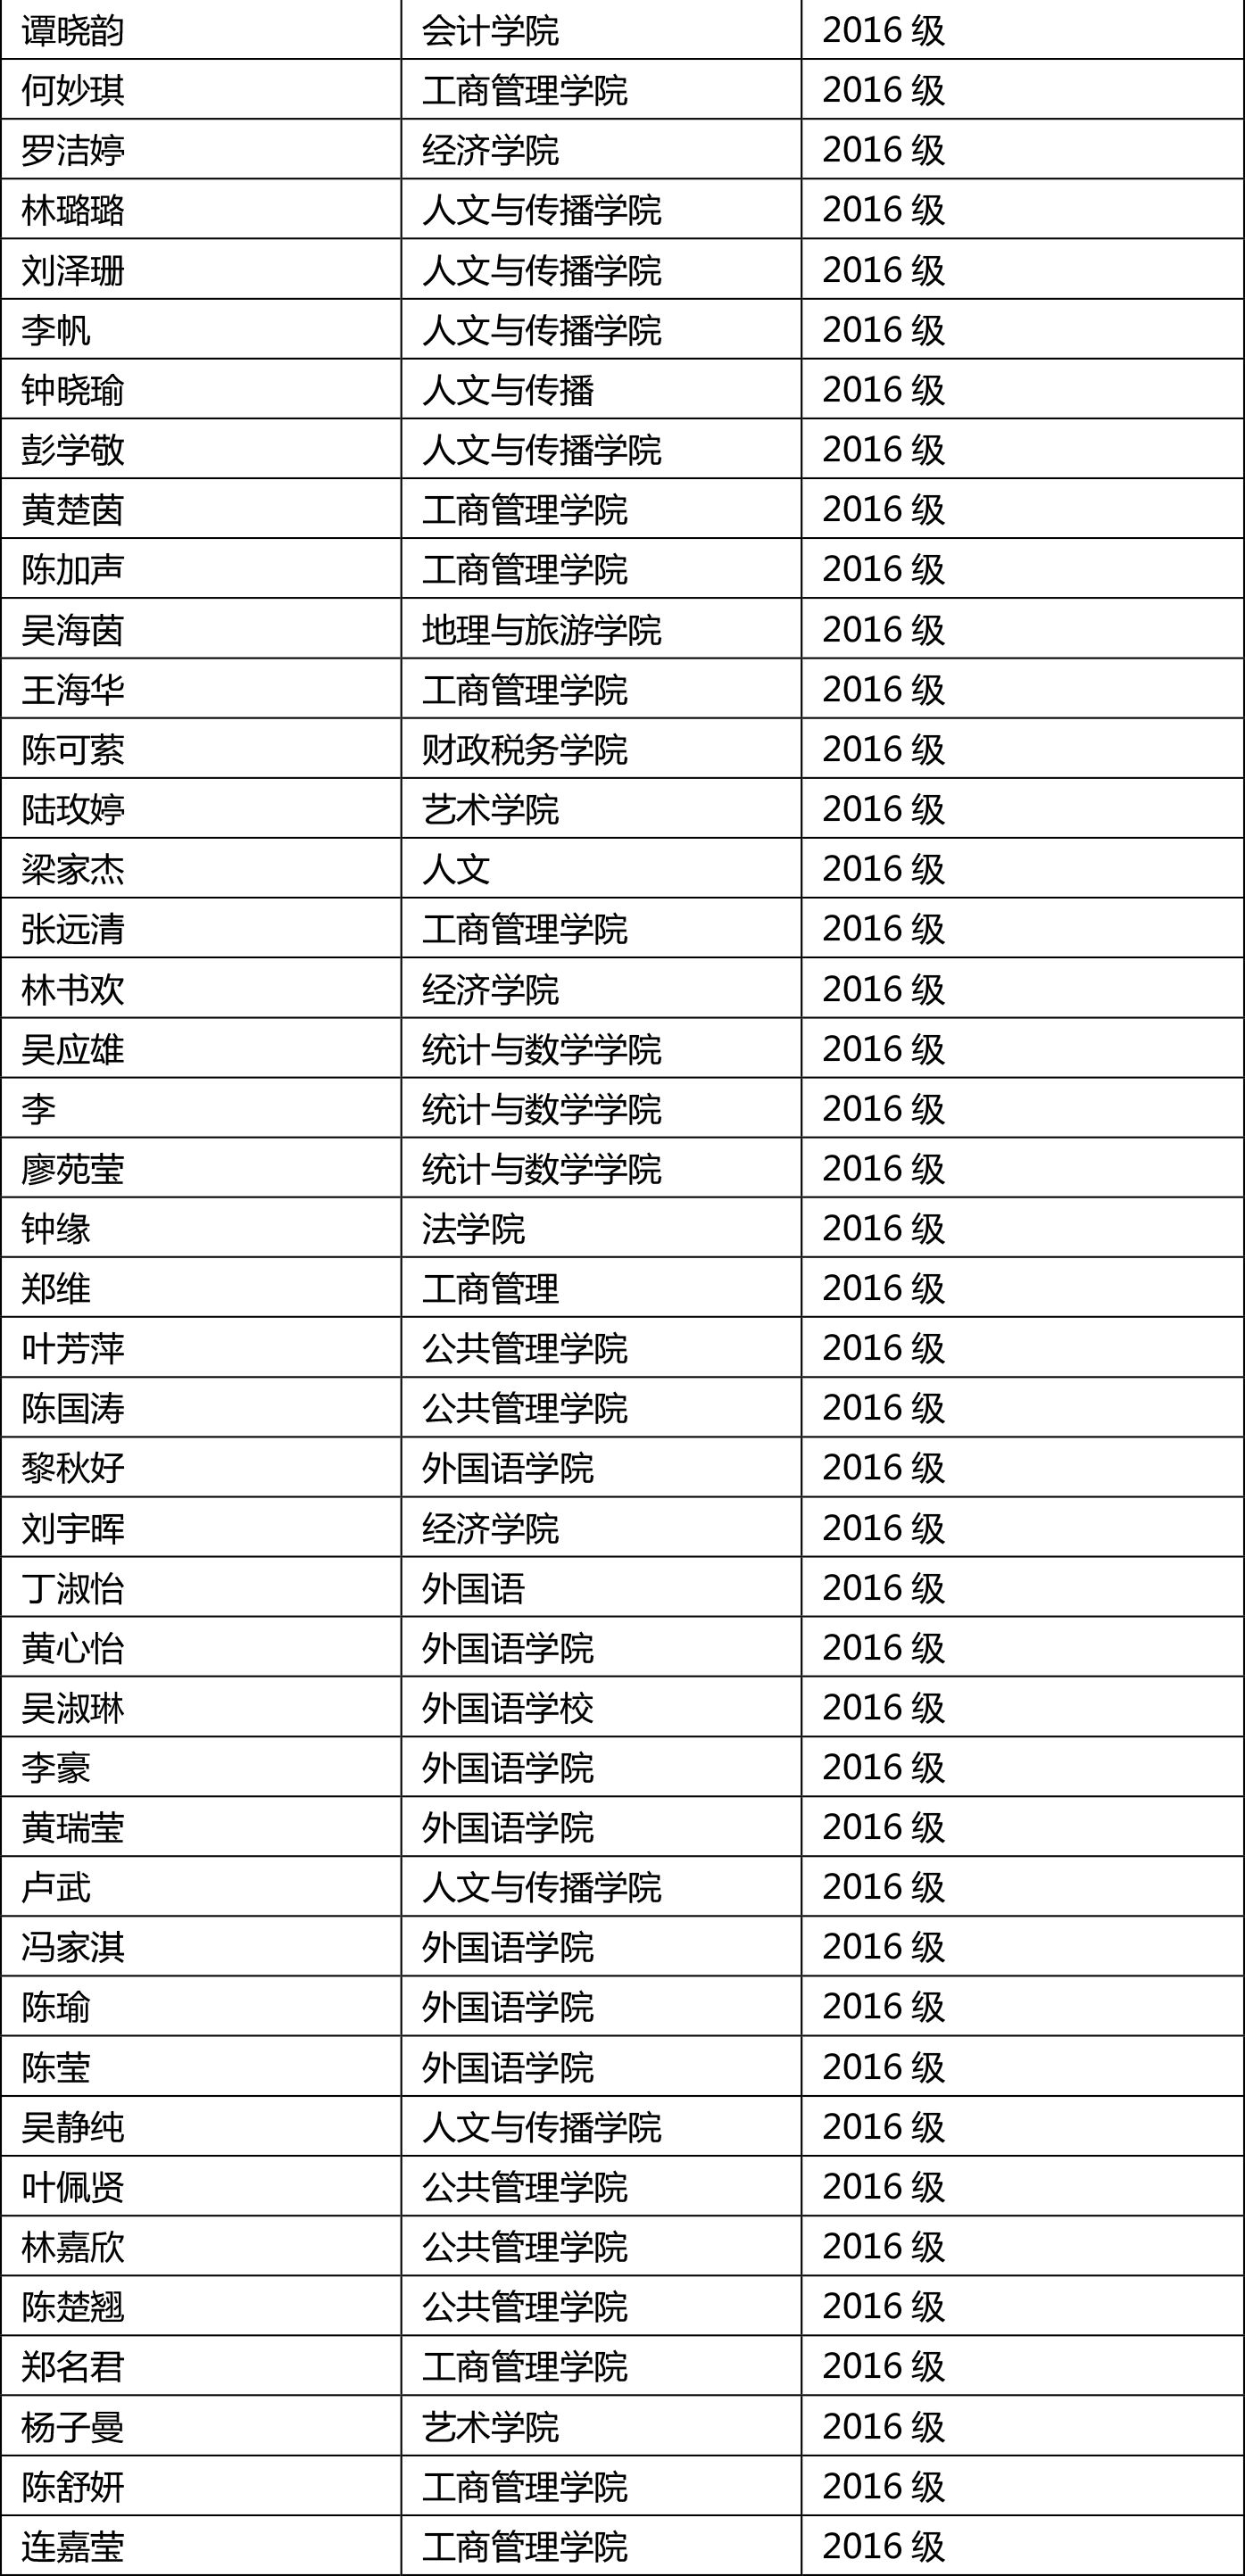 谭晓韵 会计学院 2016 级
何妙琪 工商管理学院 2016 级
罗洁婷 经济学院 2016 级
林璐璐 人文与传播学院 2016 级
刘泽珊 人文与传播学院 2016 级
李帆 人文与传播学院 2016 级
钟晓瑜 人文与传播 2016 级
彭学敬 人文与传播学院 2016 级
黄楚茵 工商管理学院 2016 级
陈加声 工商管理学院 2016 级
吴海茵 地理与旅游学院 2016 级
王海华 工商管理学院 2016 级
陈可萦 财政税务学院 2016 级
陆玫婷 艺术学院 2016 级
梁家杰 人文 2016 级
张远清 工商管理学院 2016 级
林书欢 经济学院 2016 级
吴应雄 统计与数学学院 2016 级
李 统计与数学学院 2016 级
廖苑莹 统计与数学学院 2016 级
钟缘 法学院 2016 级
郑维 工商管理 2016 级
叶芳萍 公共管理学院 2016 级
陈国涛 公共管理学院 2016 级
黎秋好 外国语学院 2016 级
刘宇晖 经济学院 2016 级
丁淑怡 外国语 2016 级
黄心怡 外国语学院 2016 级
吴淑琳 外国语学校 2016 级
李豪 外国语学院 2016 级
黄瑞莹 外国语学院 2016 级
卢武 人文与传播学院 2016 级
冯家淇 外国语学院 2016 级
陈瑜 外国语学院 2016 级
陈莹 外国语学院 2016 级
吴静纯 人文与传播学院 2016 级
叶佩贤 公共管理学院 2016 级
林嘉欣 公共管理学院 2016 级
陈楚翘 公共管理学院 2016 级
郑名君 工商管理学院 2016 级
杨子曼 艺术学院 2016 级
陈舒妍 工商管理学院 2016 级
连嘉莹 工商管理学院 2016 级